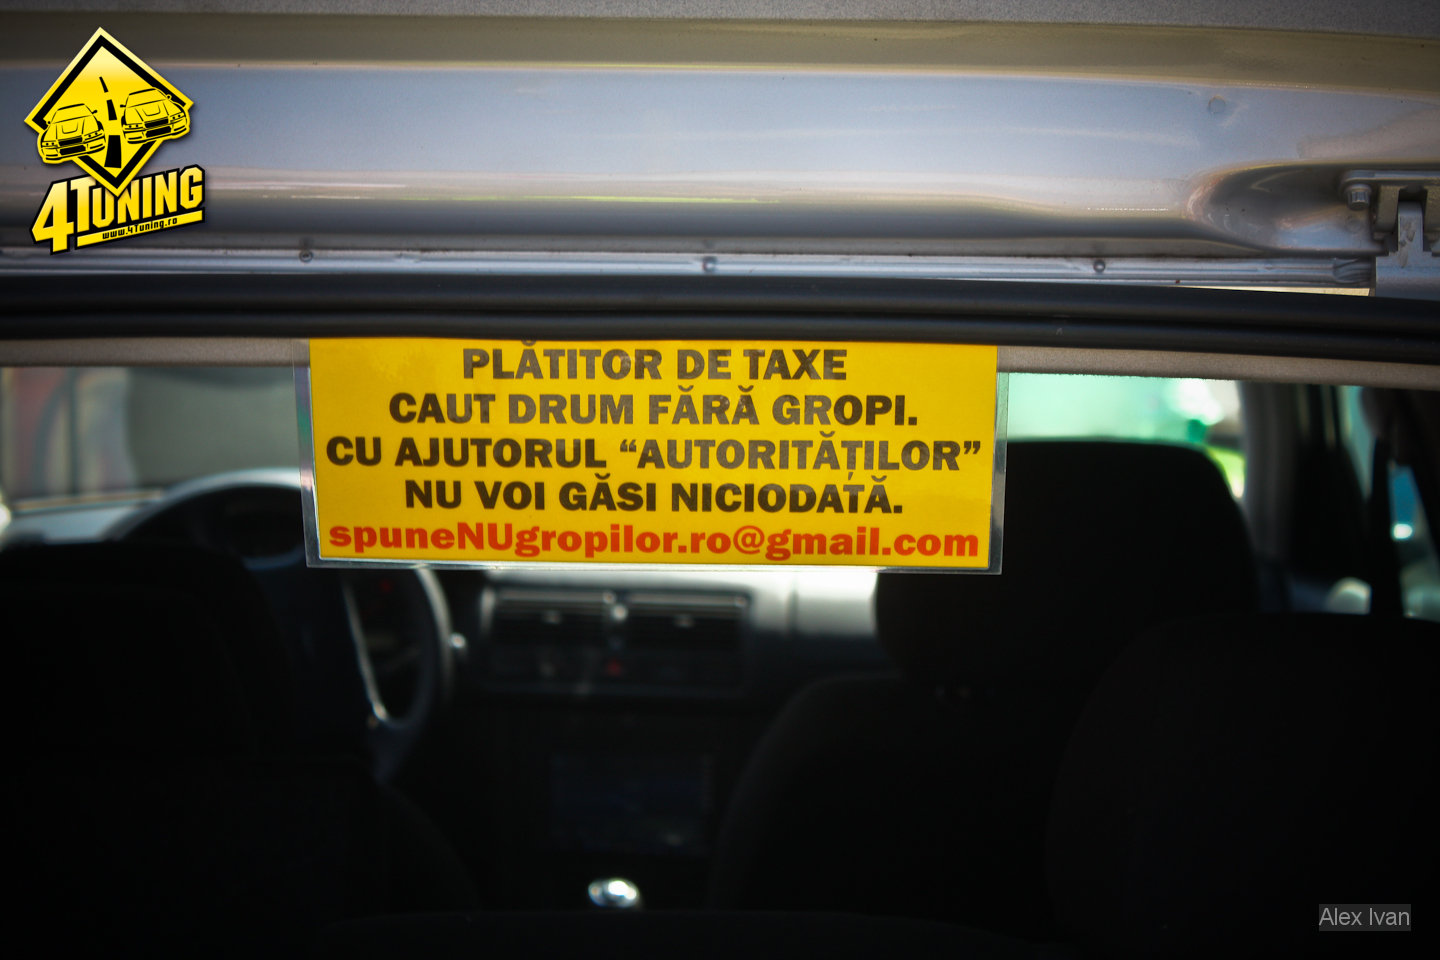 4TUNING
www.4Tuning.ro
PLĂTITOR DE TAXE
CAUT DRUM FĂRĂ GROPI.
CU AJUTORUL “AUTORITĂȚILOR”
NU VOI GĂSI NICIODATĂ.
spuneNUgropilor.ro@gmail.com
Alex Ivan